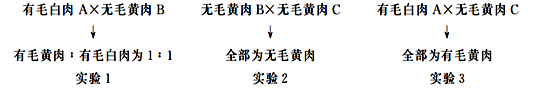 有毛白肉 A×无毛黄肉 B 无毛黄肉 B×无毛黄肉 C 有毛白肉 A×无毛黄肉 C
↓ ↓ ↓
有毛黄肉∶有毛白肉为 1∶1 全部为无毛黄肉 全部为有毛黄肉
实验 1 实验 2 实验 3